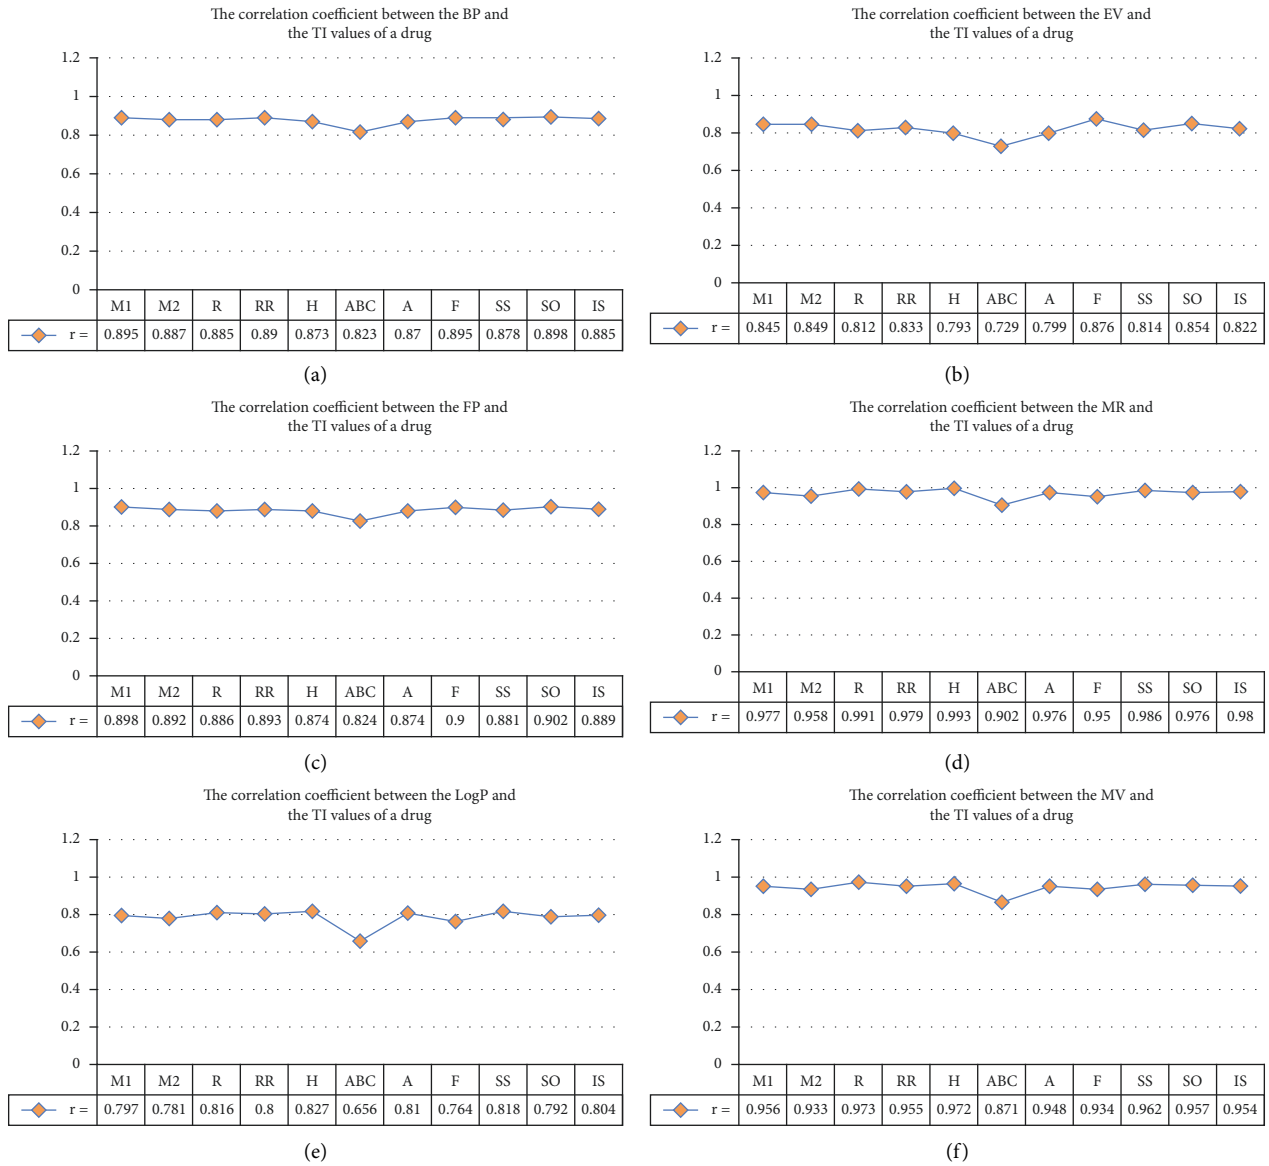 The correlation coefficient between the BP and
the TI values of a drug
1.2
1
0.8
0.6
0.4
0.2
0
M1 M2 R RR H ABC A F SS SO IS
r = 0.895 0.887 0.885 0.89 0.873 0.823 0.87 0.895 0.878 0.898 0.885
(a)
The correlation coefficient between the EV and
the TI values of a drug
1.2
1
0.8
0.6
0.4
0.2
0
M1 M2 R RR H ABC A F SS SO IS
r = 0.845 0.849 0.812 0.833 0.793 0.729 0.799 0.876 0.814 0.854 0.822
(b)
The correlation coefficient between the FP and
the TI values of a drug
1.2
1
0.8
0.6
0.4
0.2
0
M1 M2 R RR H ABC A F SS SO IS
r = 0.898 0.892 0.886 0.893 0.874 0.824 0.874 0.9 0.881 0.902 0.889
(c)
The correlation coefficient between the MR and
the TI values of a drug
1.2
1
0.8
0.6
0.4
0.2
0
M1 M2 R RR H ABC A F SS SO IS
r = 0.977 0.958 0.991 0.979 0.993 0.902 0.976 0.95 0.986 0.976 0.98
(d)
The correlation coefficient between the LogP and
the TI values of a drug
1.2
1
0.8
0.6
0.4
0.2
0
M1 M2 R RR H ABC A F SS SO IS
r = 0.797 0.781 0.816 0.8 0.827 0.656 0.81 0.764 0.818 0.792 0.804
(e)
The correlation coefficient between the MV and
the TI values of a drug
1.2
1
0.8
0.6
0.4
0.2
0
M1 M2 R RR H ABC A F SS SO IS
r = 0.956 0.933 0.973 0.955 0.972 0.871 0.948 0.934 0.962 0.957 0.954
(f)